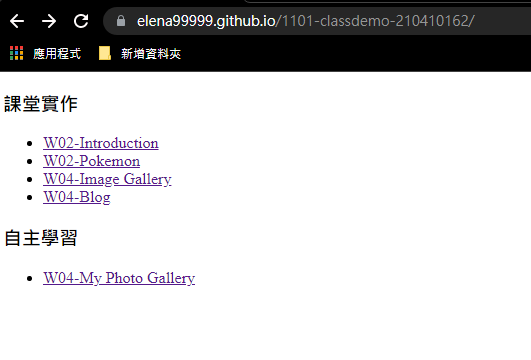 elena99999.github.io/1101-classdemo-210410162/
應用程式 新增資料夾
課堂實作
W02-Introduction
W02-Pokemon
W04-Image Gallery
W04-Blog
自主學習
W04-My Photo Gallery